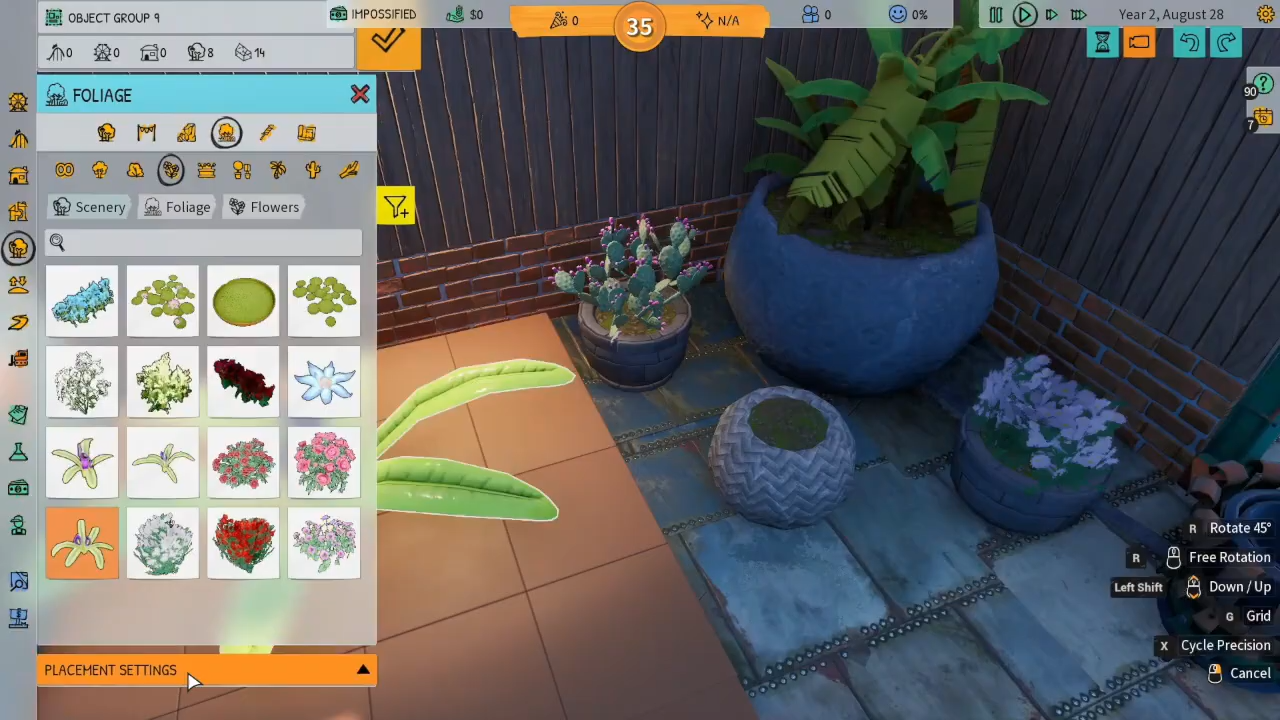 OBJECT GROUP 9
IMPOSSIFIED
$0
0
35
N/A
0
0%
Year 2, August 28
0
0
0
8
14
FOLIAGE
90
7
Scenery
Foliage
Flowers
R Rotate 45°
R Free Rotation
Left Shift Down / Up
G Grid
X Cycle Precision
Cancel
PLACEMENT SETTINGS